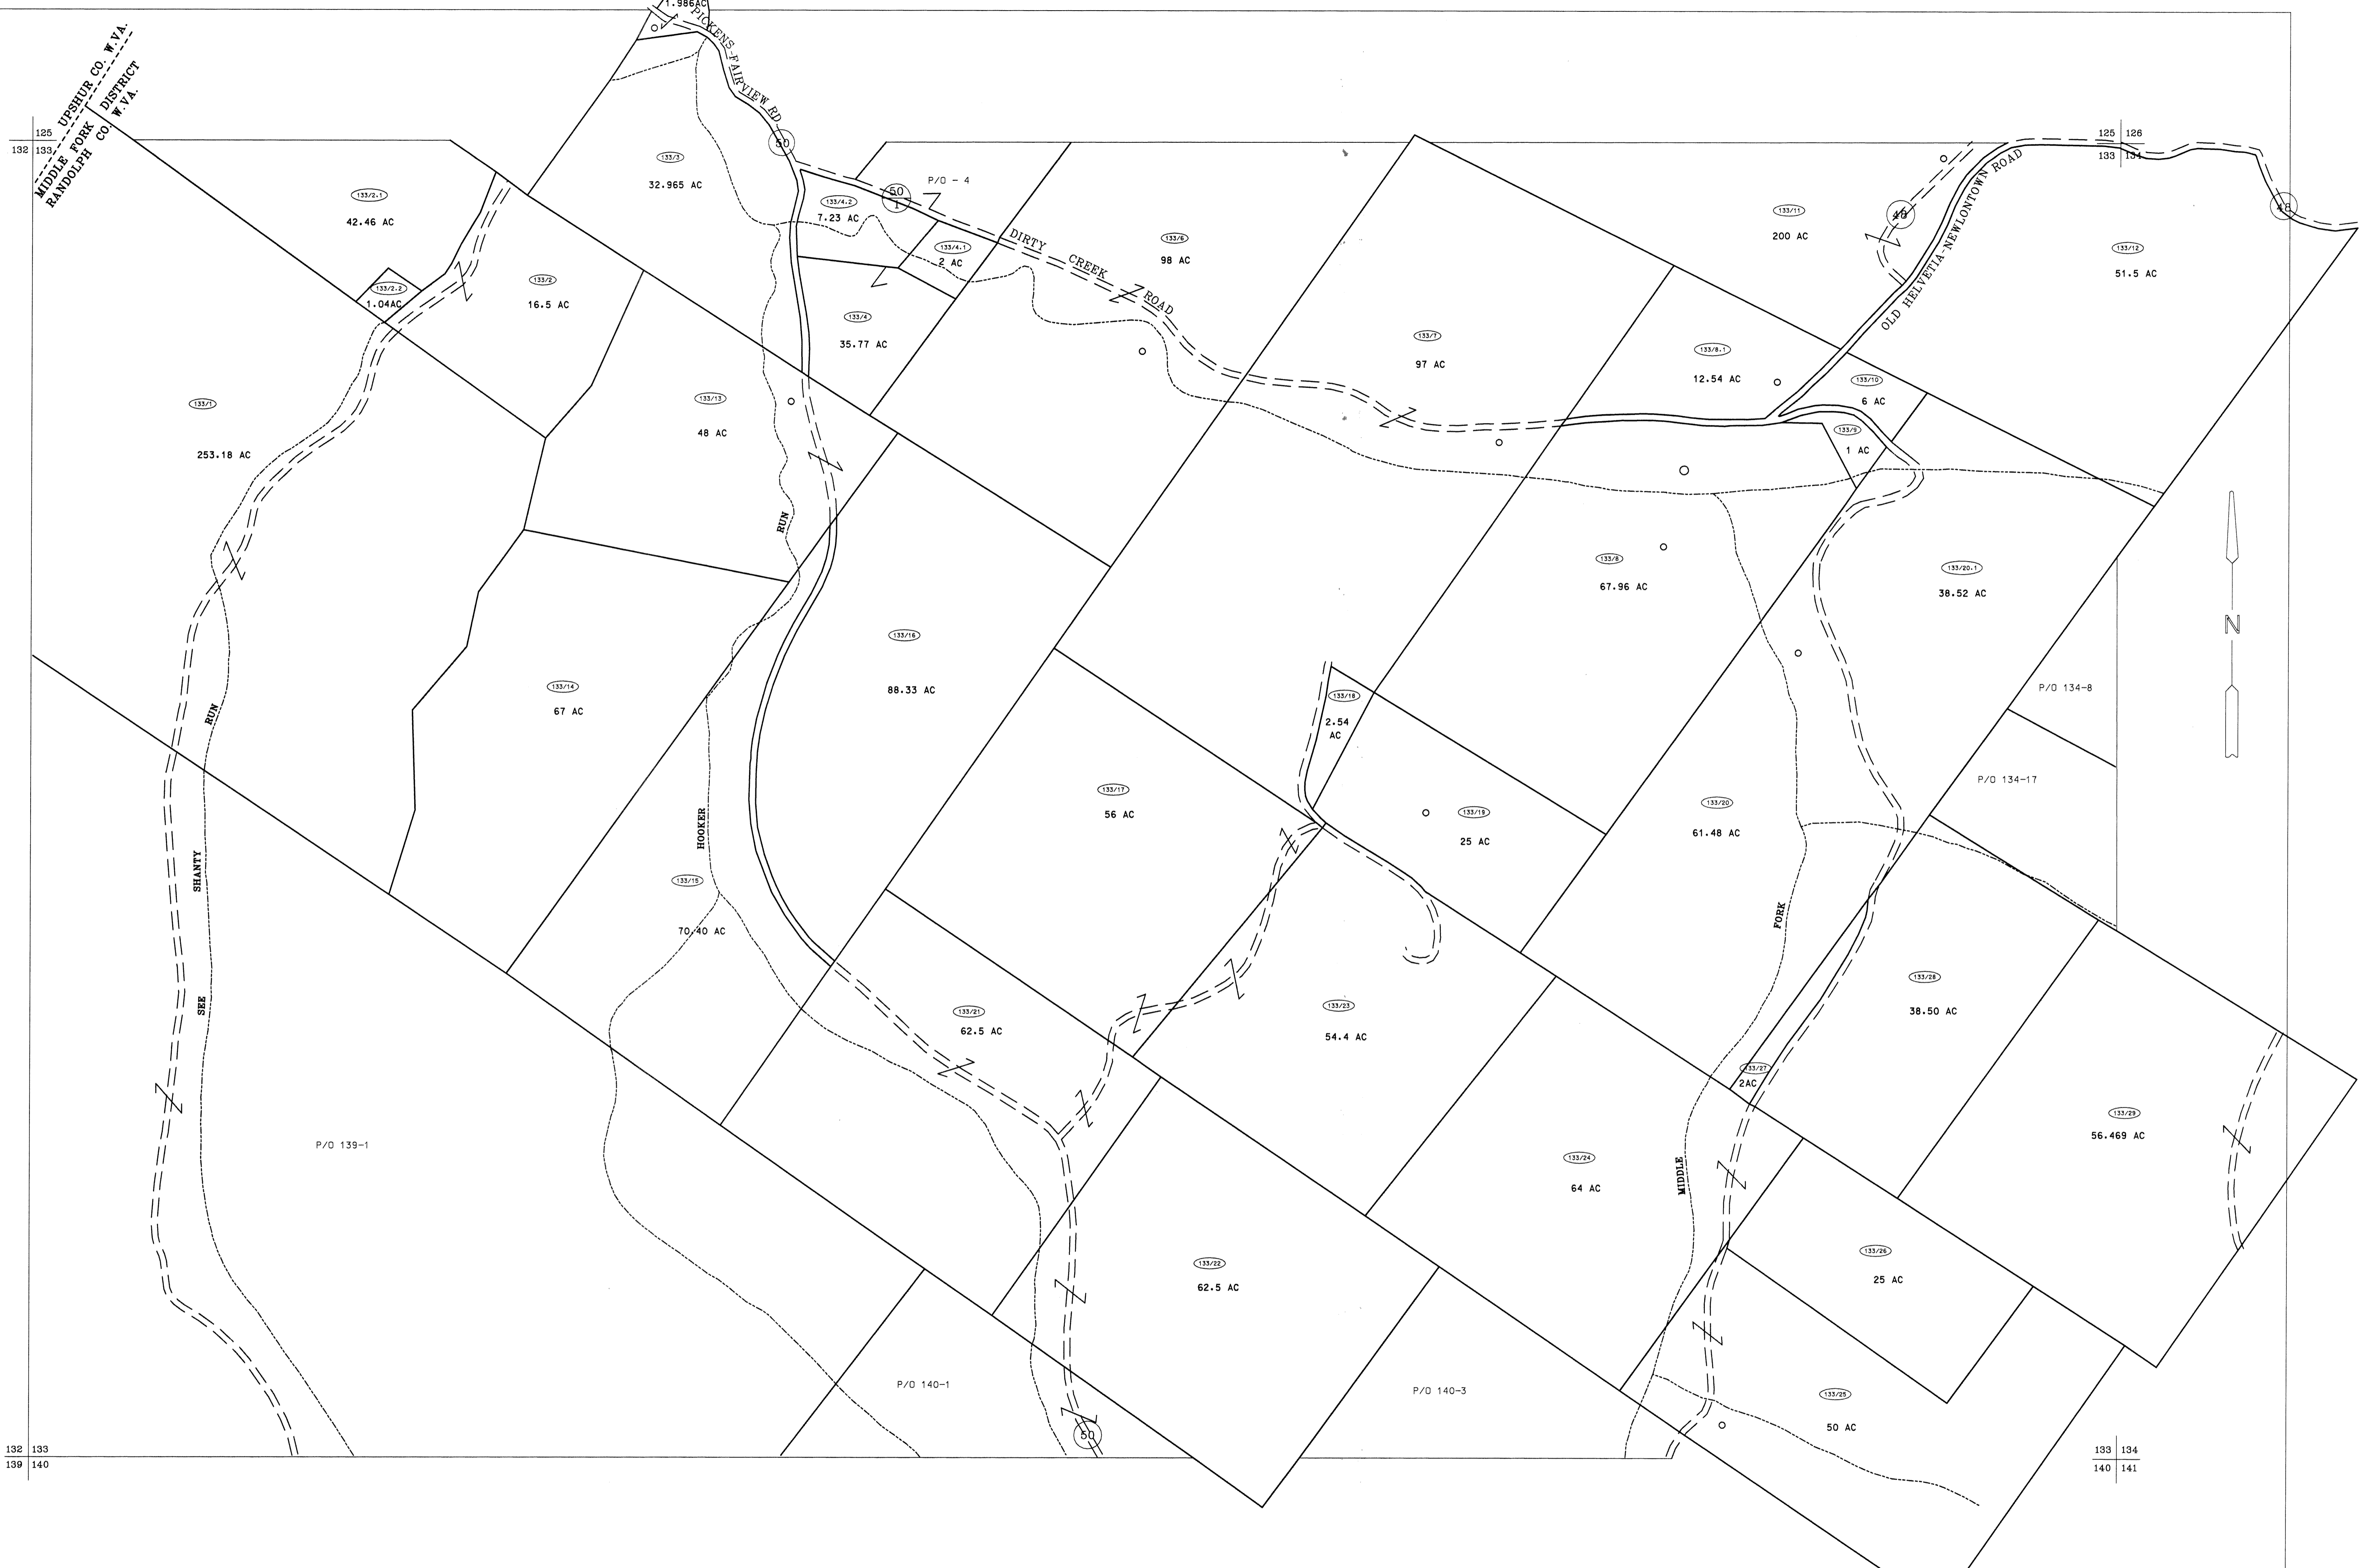 1.986AC
UPSHUR CO. W.VA.
MIDDLE FORK DISTRICT
RANDOLPH CO. W.VA.
PICKENS-FAIRVIEW RD
50
125
132 133
125 126
133 134
133/2.1
42.46 AC
133/3
32.965 AC
P/O - 4
50
1
133/4.2
7.23 AC
133/4.1
2 AC
DIRTY CREEK ROAD
133/6
98 AC
133/11
200 AC
48
OLD HELVETIA-NEWLONTOWN ROAD
48
133/12
51.5 AC
133/2.2
1.04AC
133/2
16.5 AC
133/4
35.77 AC
133/7
97 AC
133/8.1
12.54 AC
133/10
6 AC
133/1
253.18 AC
133/13
48 AC
133/9
1 AC
RUN
133/8
67.96 AC
133/20.1
38.52 AC
N
133/16
88.33 AC
133/14
67 AC
RUN
133/18
2.54
AC
P/O 134-8
P/O 134-17
133/17
56 AC
133/19
25 AC
133/20
61.48 AC
HOOKER
SHANTY
133/15
70.40 AC
FORK
SEE
133/21
62.5 AC
133/23
54.4 AC
133/28
38.50 AC
133/27
2AC
133/29
56.469 AC
P/O 139-1
133/24
64 AC
MIDDLE
133/22
62.5 AC
133/26
25 AC
P/O 140-1
P/O 140-3
133/25
50 AC
50
132 133
139 140
133 134
140 141